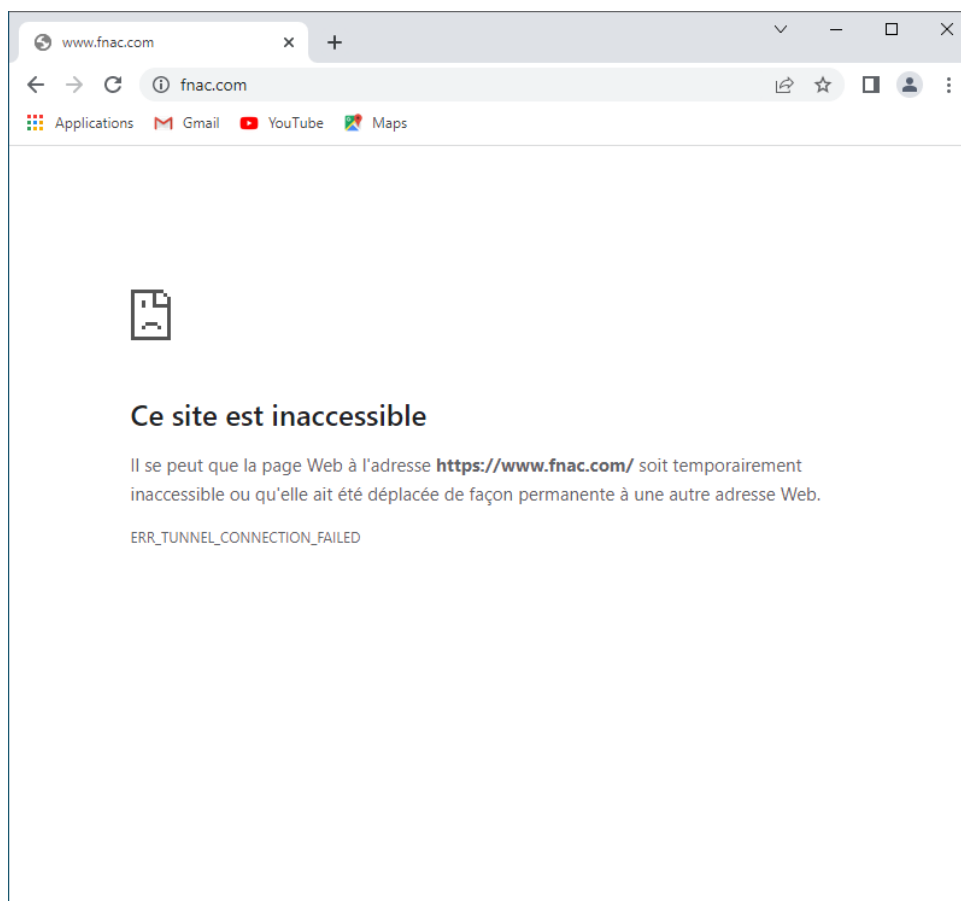 www.fnac.com
fnac.com
Applications Gmail YouTube Maps
Ce site est inaccessible
Il se peut que la page Web à l'adresse https://www.fnac.com/ soit temporairement
inaccessible ou qu'elle ait été déplacée de façon permanente à une autre adresse Web.
ERR_TUNNEL_CONNECTION_FAILED